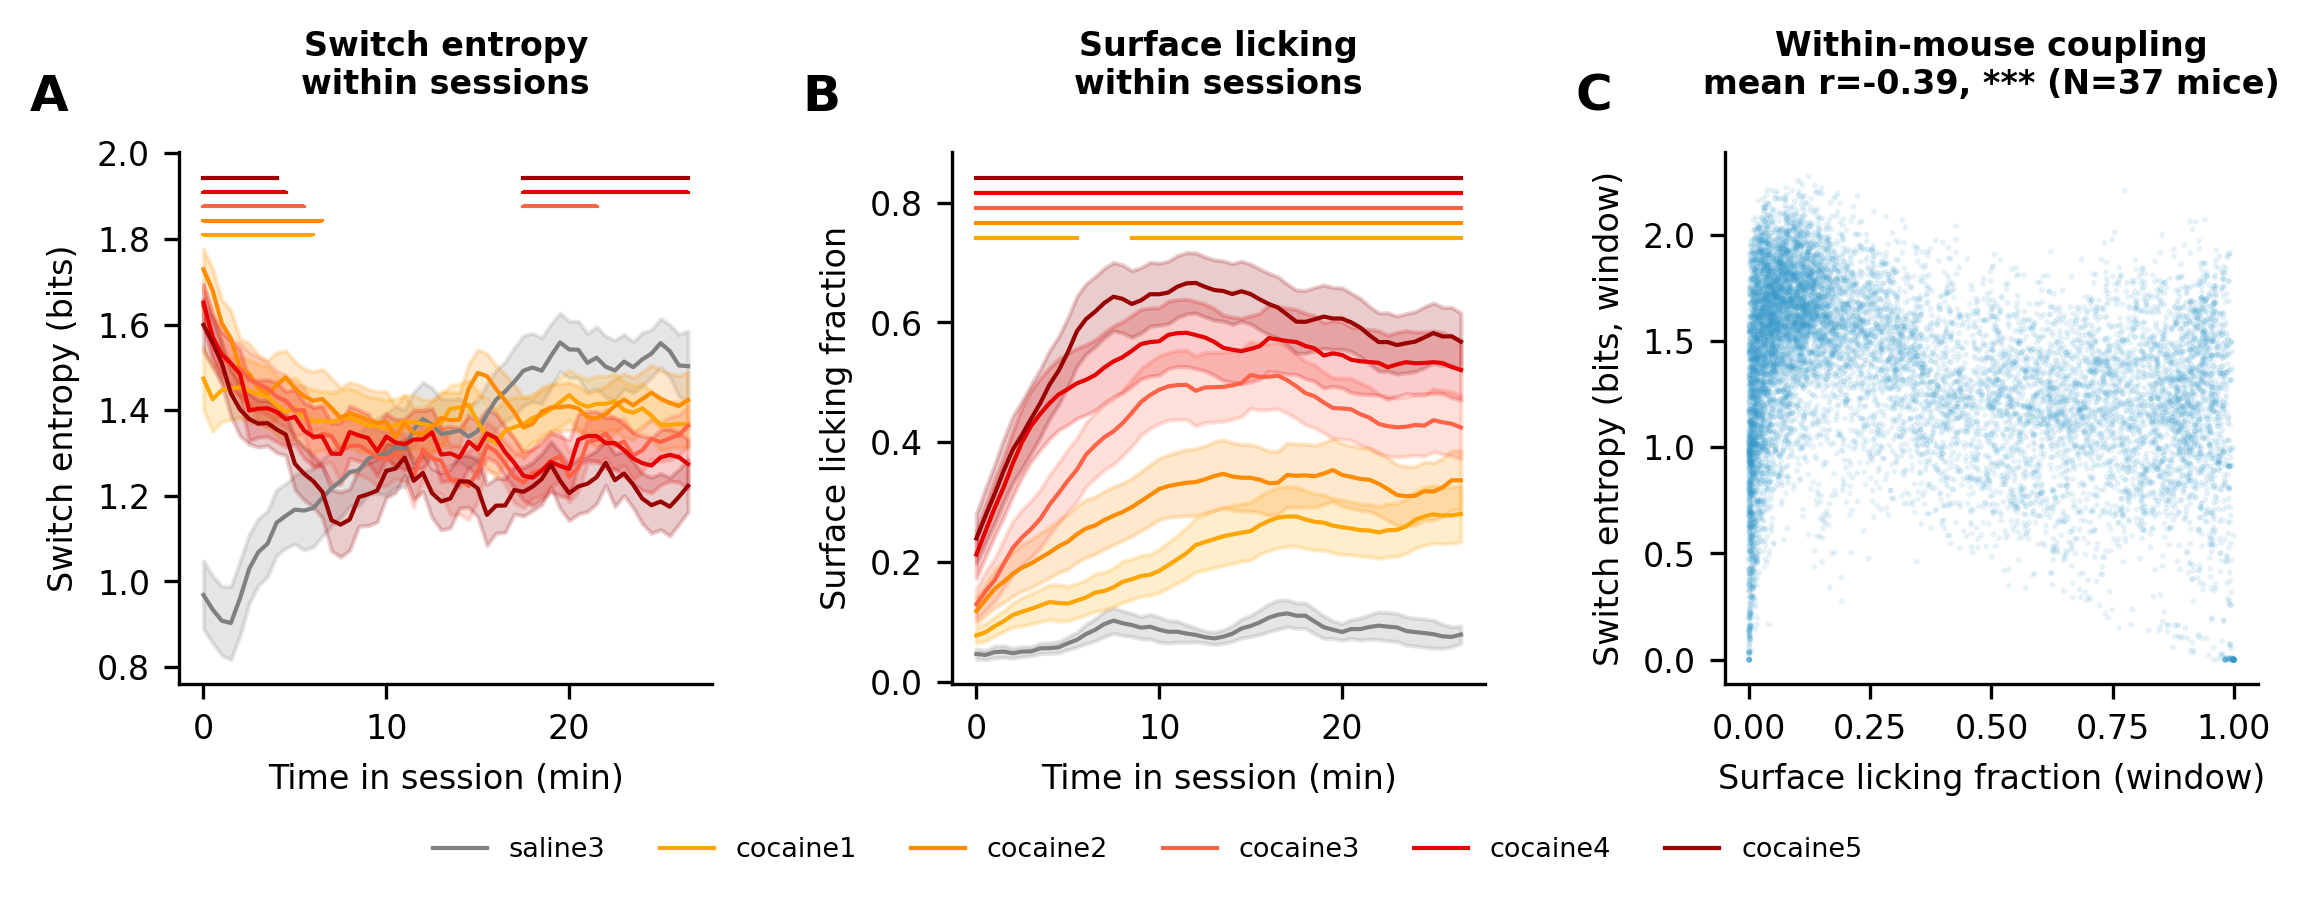 A
Switch entropy
within sessions
2.0
1.8
1.6
1.4
1.2
1.0
0.8
Switch entropy (bits)
0
10
20
Time in session (min)
B
Surface licking
within sessions
0.8
0.6
0.4
0.2
0.0
Surface licking fraction
0
10
20
Time in session (min)
C
Within-mouse coupling
mean r=-0.39, *** (N=37 mice)
2.0
1.5
1.0
0.5
0.0
Switch entropy (bits, window)
0.00
0.25
0.50
0.75
1.00
Surface licking fraction (window)
saline3
cocaine1
cocaine2
cocaine3
cocaine4
cocaine5